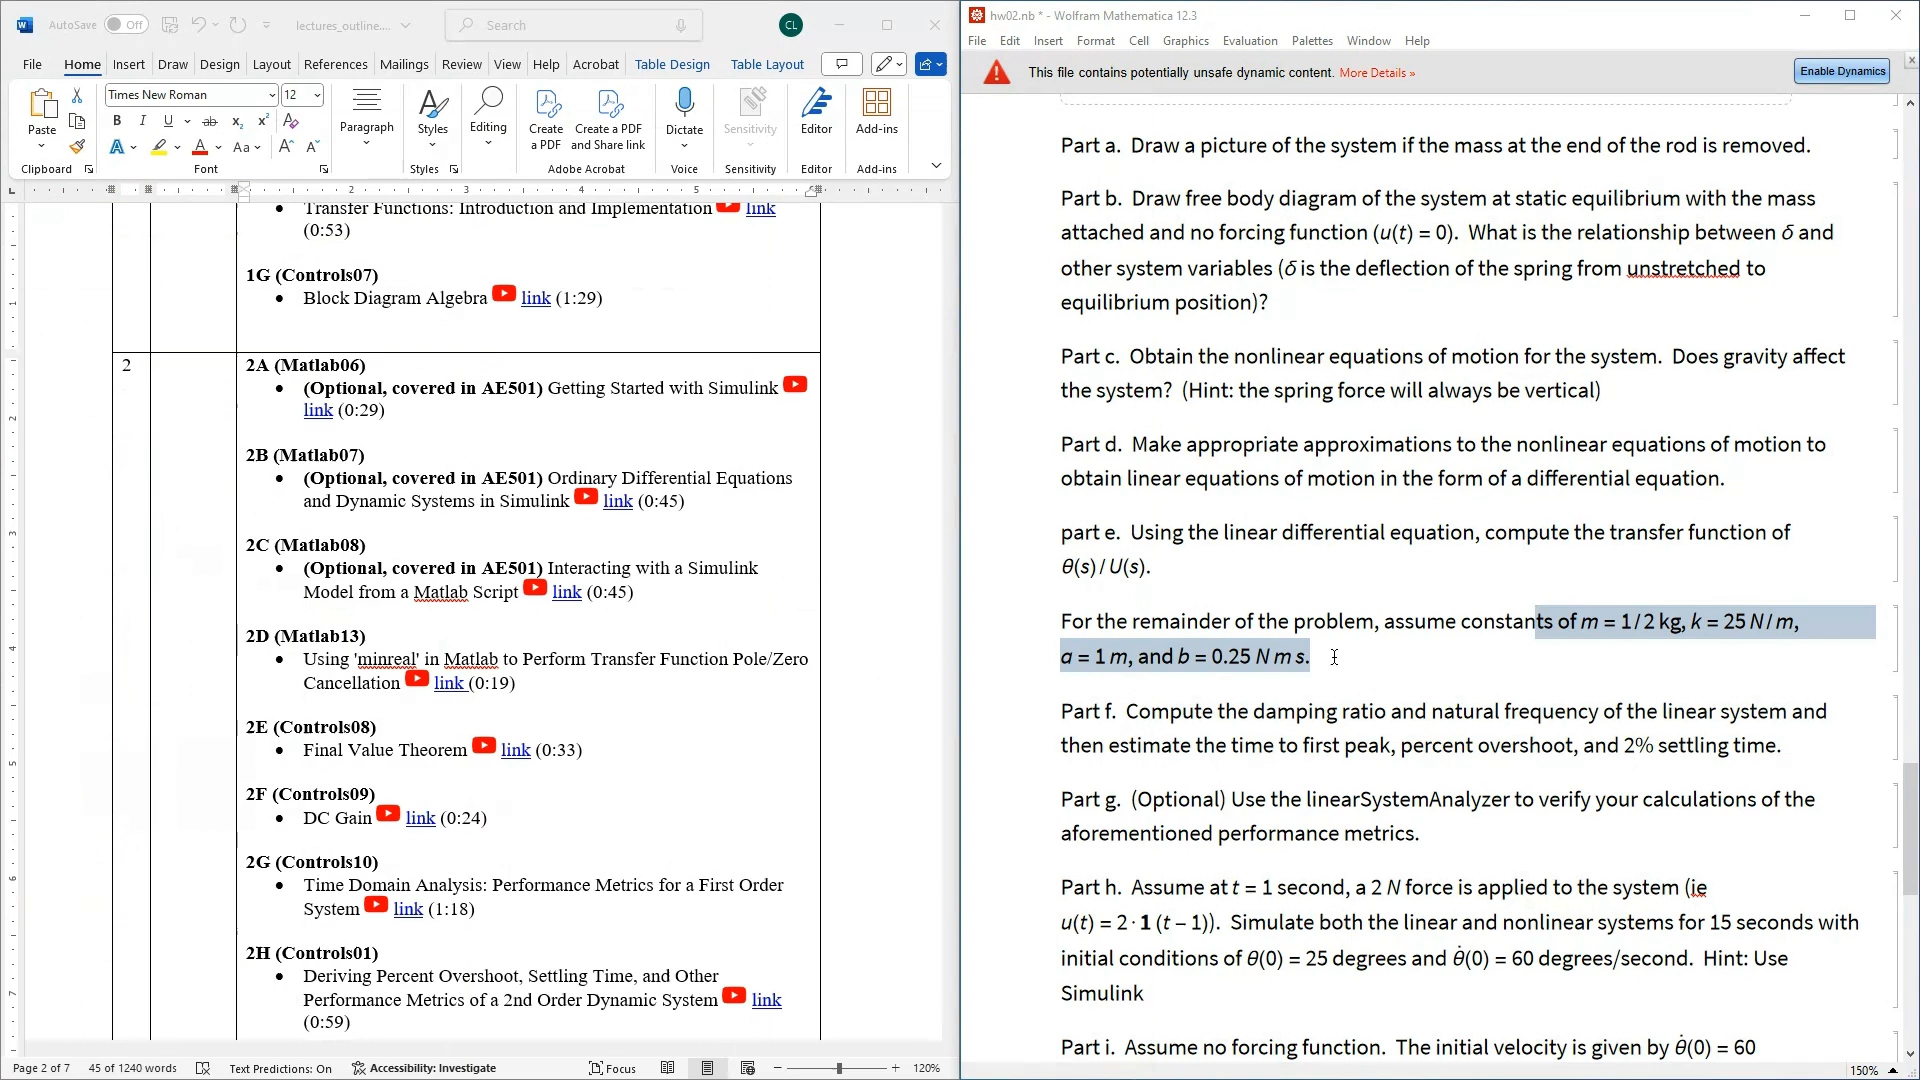 AutoSave Off lectures_outline.... Search CL
File Home Insert Draw Design Layout References Mailings Review View Help Acrobat Table Design Table Layout
Times New Roman 12
Paste Paragraph Styles Editing Create a PDF Create a PDF and Share link Dictate Sensitivity Editor Add-ins
Clipboard Font Styles Adobe Acrobat Voice Sensitivity Editor Add-ins
Transfer Functions: Introduction and Implementation link
(0:53)
1G (Controls07)
• Block Diagram Algebra link (1:29)
2
2A (Matlab06)
• (Optional, covered in AE501) Getting Started with Simulink
link (0:29)
2B (Matlab07)
• (Optional, covered in AE501) Ordinary Differential Equations
and Dynamic Systems in Simulink link (0:45)
2C (Matlab08)
• (Optional, covered in AE501) Interacting with a Simulink
Model from a Matlab Script link (0:45)
2D (Matlab13)
• Using 'minreal' in Matlab to Perform Transfer Function Pole/Zero
Cancellation link (0:19)
2E (Controls08)
• Final Value Theorem link (0:33)
2F (Controls09)
• DC Gain link (0:24)
2G (Controls10)
• Time Domain Analysis: Performance Metrics for a First Order
System link (1:18)
2H (Controls01)
• Deriving Percent Overshoot, Settling Time, and Other
Performance Metrics of a 2nd Order Dynamic System link
(0:59)
Page 2 of 7 45 of 1240 words Text Predictions: On Accessibility: Investigate Focus 120%
hw02.nb * - Wolfram Mathematica 12.3
File Edit Insert Format Cell Graphics Evaluation Palettes Window Help
This file contains potentially unsafe dynamic content. More Details » Enable Dynamics
Part a. Draw a picture of the system if the mass at the end of the rod is removed.
Part b. Draw free body diagram of the system at static equilibrium with the mass
attached and no forcing function (u(t) = 0). What is the relationship between δ and
other system variables (δ is the deflection of the spring from unstretched to
equilibrium position)?
Part c. Obtain the nonlinear equations of motion for the system. Does gravity affect
the system? (Hint: the spring force will always be vertical)
Part d. Make appropriate approximations to the nonlinear equations of motion to
obtain linear equations of motion in the form of a differential equation.
part e. Using the linear differential equation, compute the transfer function of
θ(s) / U(s).
For the remainder of the problem, assume constants of m = 1/2 kg, k = 25 N/m,
a = 1 m, and b = 0.25 N m s.
Part f. Compute the damping ratio and natural frequency of the linear system and
then estimate the time to first peak, percent overshoot, and 2% settling time.
Part g. (Optional) Use the linearSystemAnalyzer to verify your calculations of the
aforementioned performance metrics.
Part h. Assume at t = 1 second, a 2 N force is applied to the system (ie
u(t) = 2 · 1 (t – 1)). Simulate both the linear and nonlinear systems for 15 seconds with
initial conditions of θ(0) = 25 degrees and θ̇(0) = 60 degrees/second. Hint: Use
Simulink
Part i. Assume no forcing function. The initial velocity is given by θ̇(0) = 60
150%